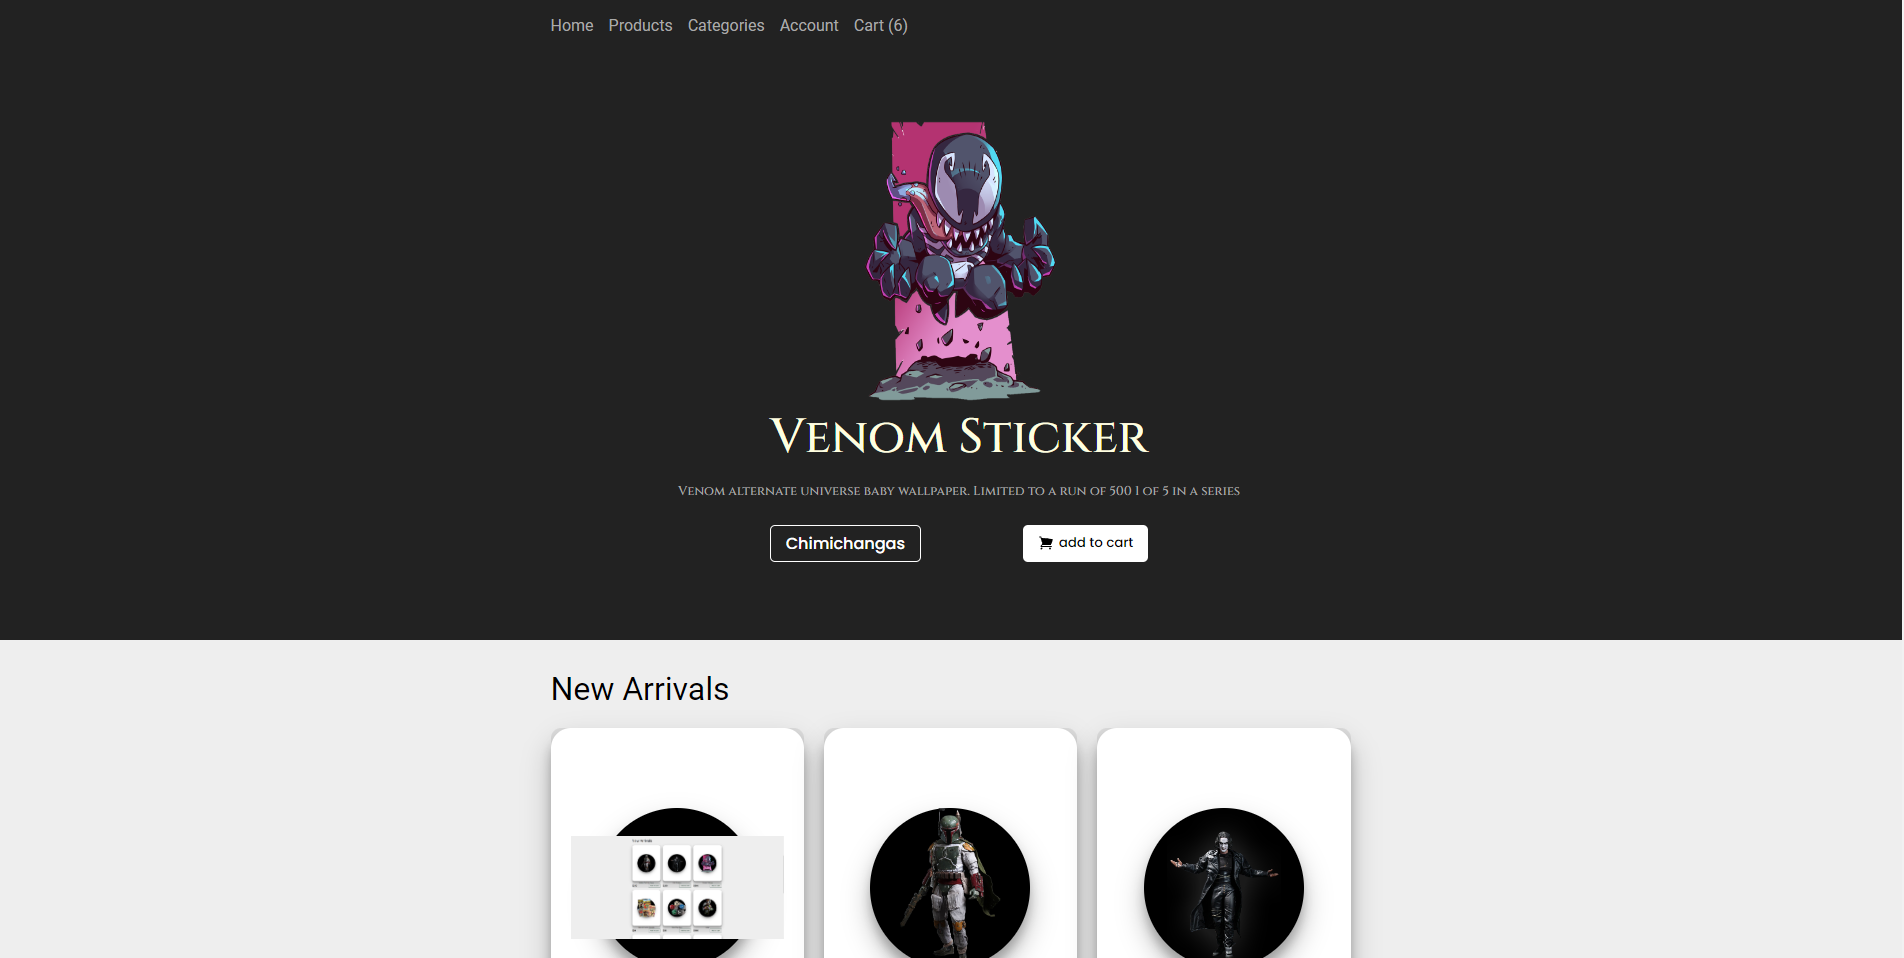 Home Products Categories Account Cart (6)
Venom Sticker
Venom alternate universe baby wallpaper. Limited to a run of 500 1 of 5 in a series
Chimichangas add to cart
New Arrivals